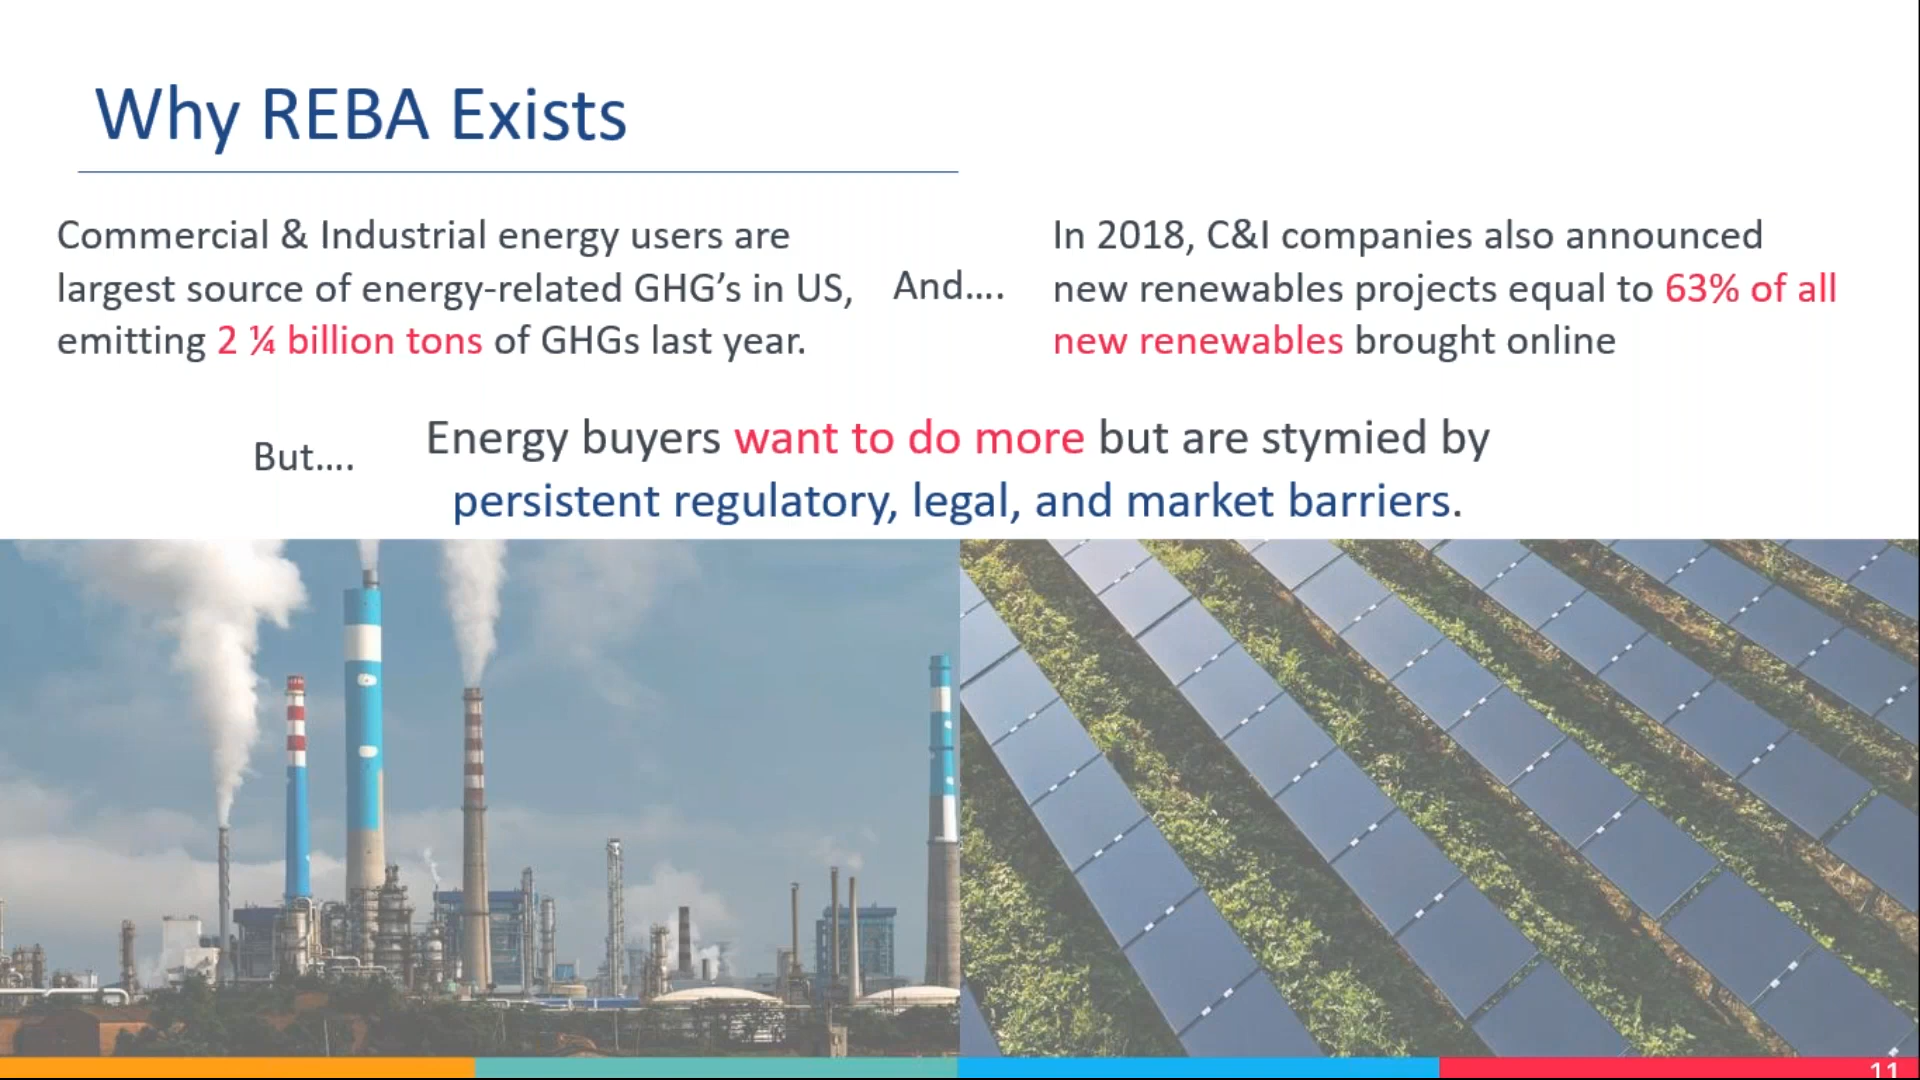 Why REBA Exists
Commercial & Industrial energy users are
largest source of energy-related GHG’s in US,
emitting 2 ¼ billion tons of GHGs last year.
And....
In 2018, C&I companies also announced
new renewables projects equal to 63% of all
new renewables brought online
But....
Energy buyers want to do more but are stymied by
persistent regulatory, legal, and market barriers.
11